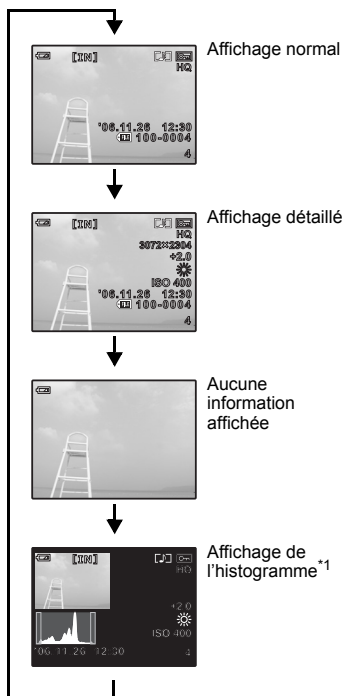 Affichage normal
[IN]
HQ
'06.11.26 12:30
100-0004
4
Affichage détaillé
[IN]
HQ
3072×2304
+2.0
ISO 400
'06.11.26 12:30
100-0004
4
Aucune
information
affichée
Affichage de
l'histogramme*1
[IN]
HQ
+2.0
ISO 400
'06.11.26 12:30
4